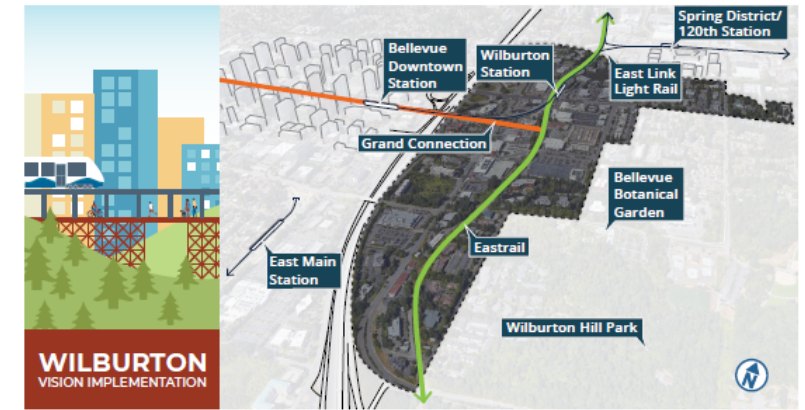 Spring District/
120th Station
Bellevue
Downtown
Station
Wilburton
Station
East Link
Light Rail
Grand Connection
Bellevue
Botanical
Garden
Eastrail
East Main
Station
Wilburton Hill Park
WILBURTON
VISION IMPLEMENTATION
N